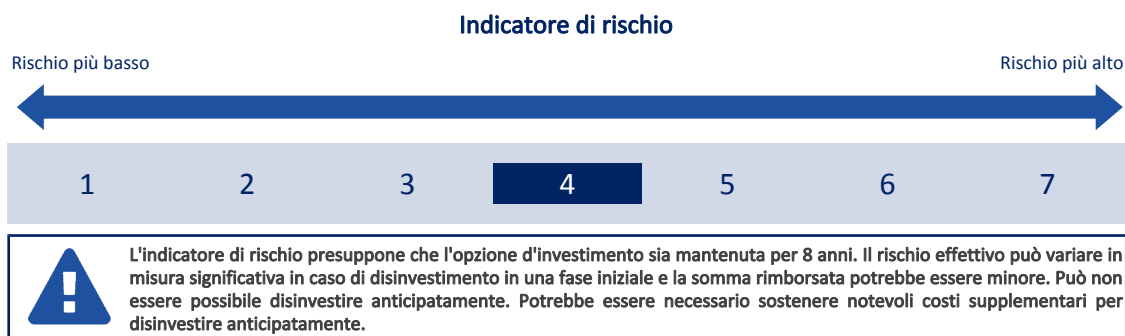 Indicatore di rischio
Rischio più basso
Rischio più alto
1 2 3 4 5 6 7
L'indicatore di rischio presuppone che l'opzione d'investimento sia mantenuta per 8 anni. Il rischio effettivo può variare in
misura significativa in caso di disinvestimento in una fase iniziale e la somma rimborsata potrebbe essere minore. Può non
essere possibile disinvestire anticipatamente. Potrebbe essere necessario sostenere notevoli costi supplementari per
disinvestire anticipatamente.